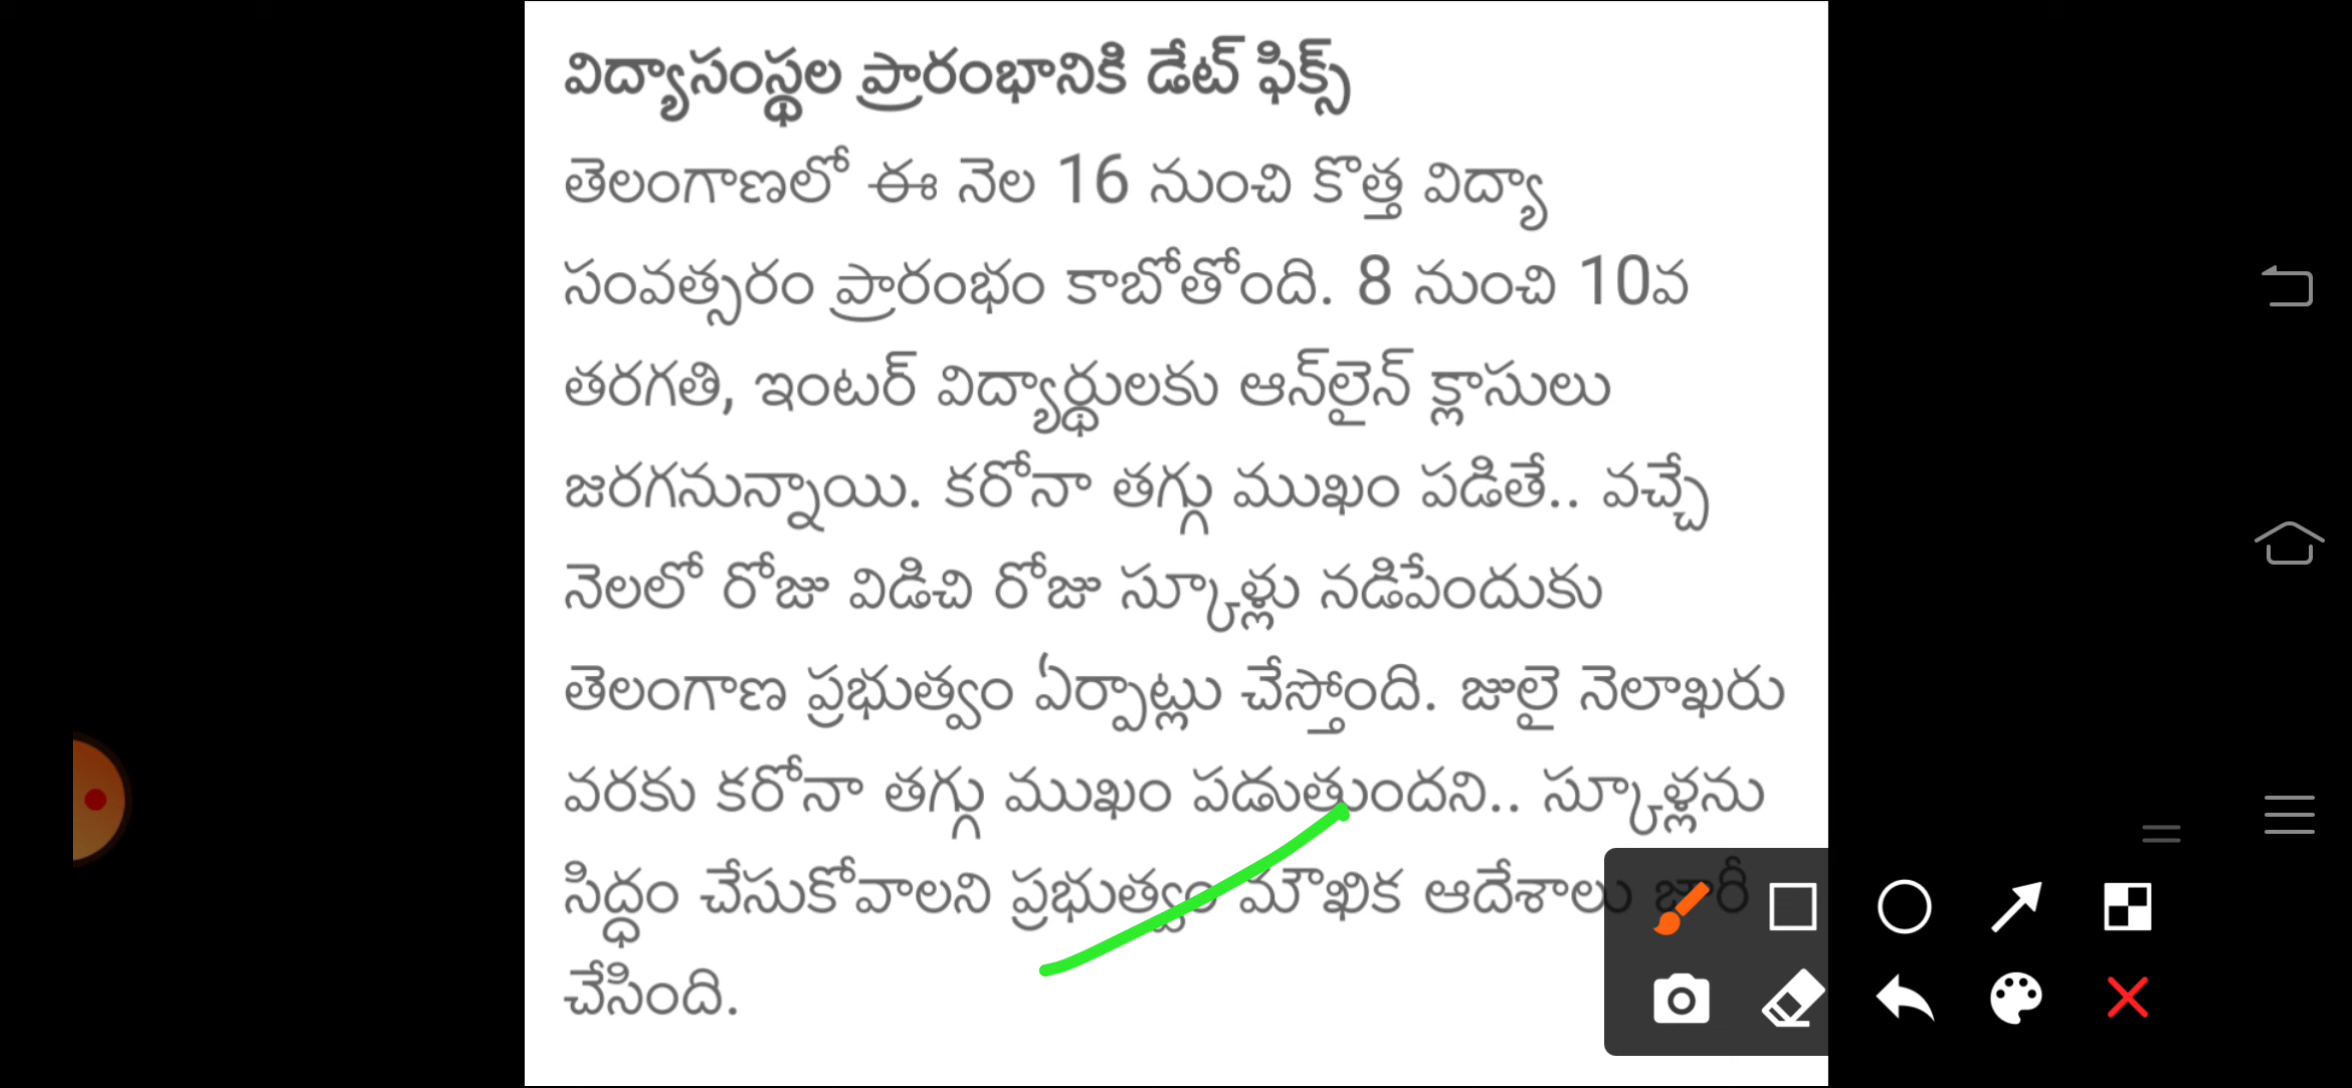 విద్యాసంస్థల ప్రారంభానికి డేట్ ఫిక్స్
తెలంగాణలో ఈ నెల 16 నుంచి కొత్త విద్యా
సంవత్సరం ప్రారంభం కాబోతోంది. 8 నుంచి 10వ
తరగతి, ఇంటర్ విద్యార్థులకు ఆన్‌లైన్ క్లాసులు
జరగనున్నాయి. కరోనా తగ్గు ముఖం పడితే.. వచ్చే
నెలలో రోజు విడిచి రోజు స్కూళ్లు నడిపేందుకు
తెలంగాణ ప్రభుత్వం ఏర్పాట్లు చేస్తోంది. జులై నెలాఖరు
వరకు కరోనా తగ్గు ముఖం పడుతుందని.. స్కూళ్లను
సిద్ధం చేసుకోవాలని ప్రభుత్వం మౌఖిక ఆదేశాలు జారీ
చేసింది.